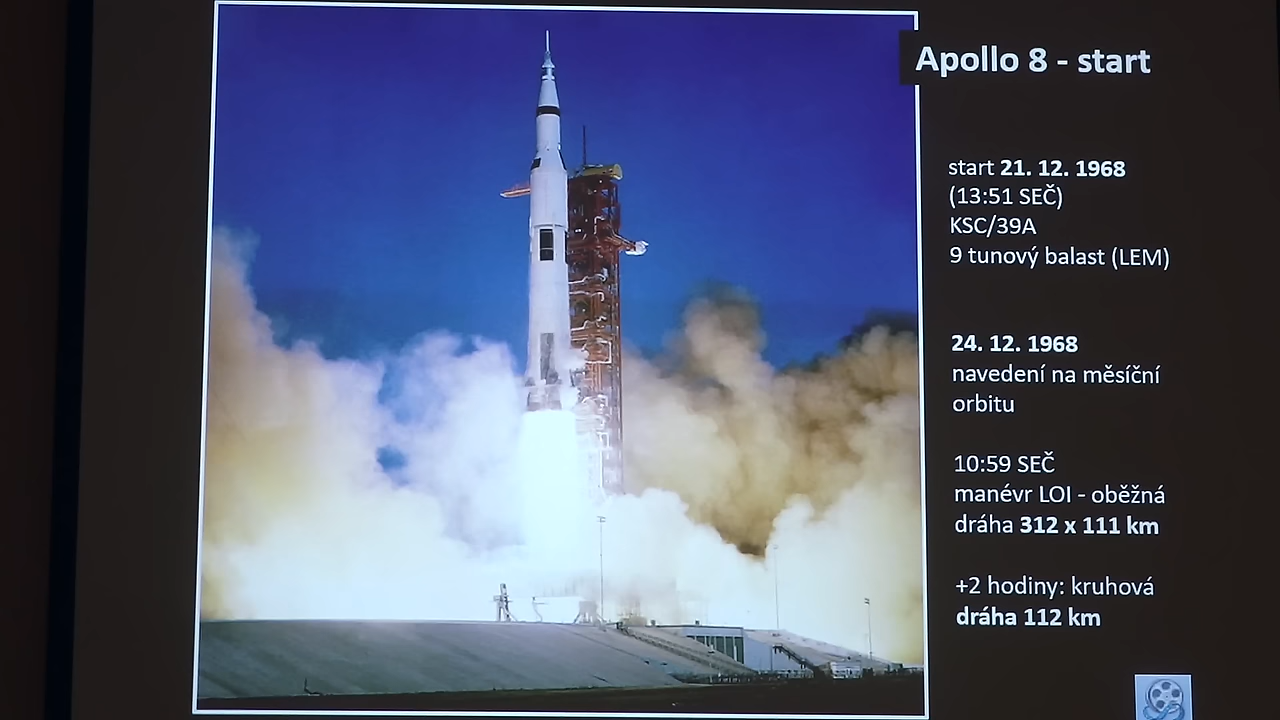 Apollo 8 - start
start 21. 12. 1968
(13:51 SEČ)
KSC/39A
9 tunový balast (LEM)
24. 12. 1968
navedení na měsíční
orbitu
10:59 SEČ
manévr LOI - oběžná
dráha 312 x 111 km
+2 hodiny: kruhová
dráha 112 km